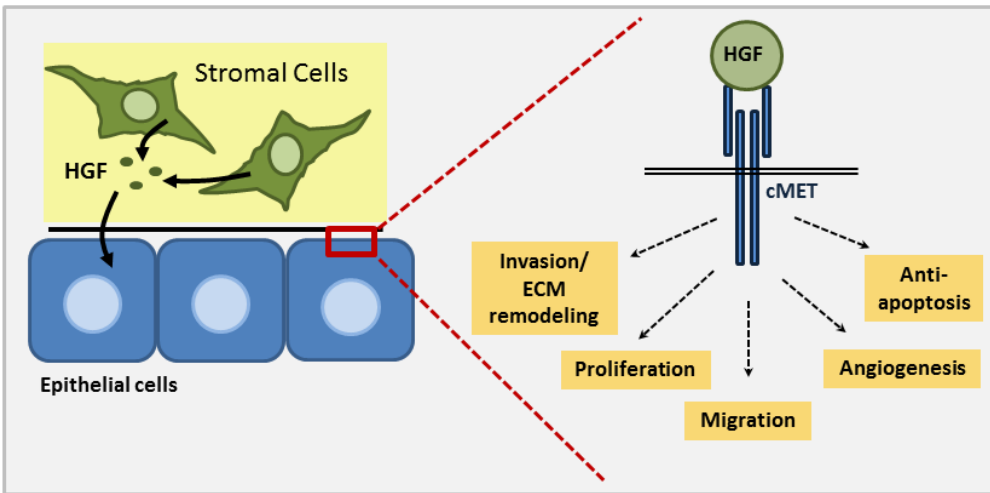 Stromal Cells
HGF
Epithelial cells
HGF
cMET
Invasion/
ECM
remodeling
Proliferation
Migration
Angiogenesis
Anti-
apoptosis